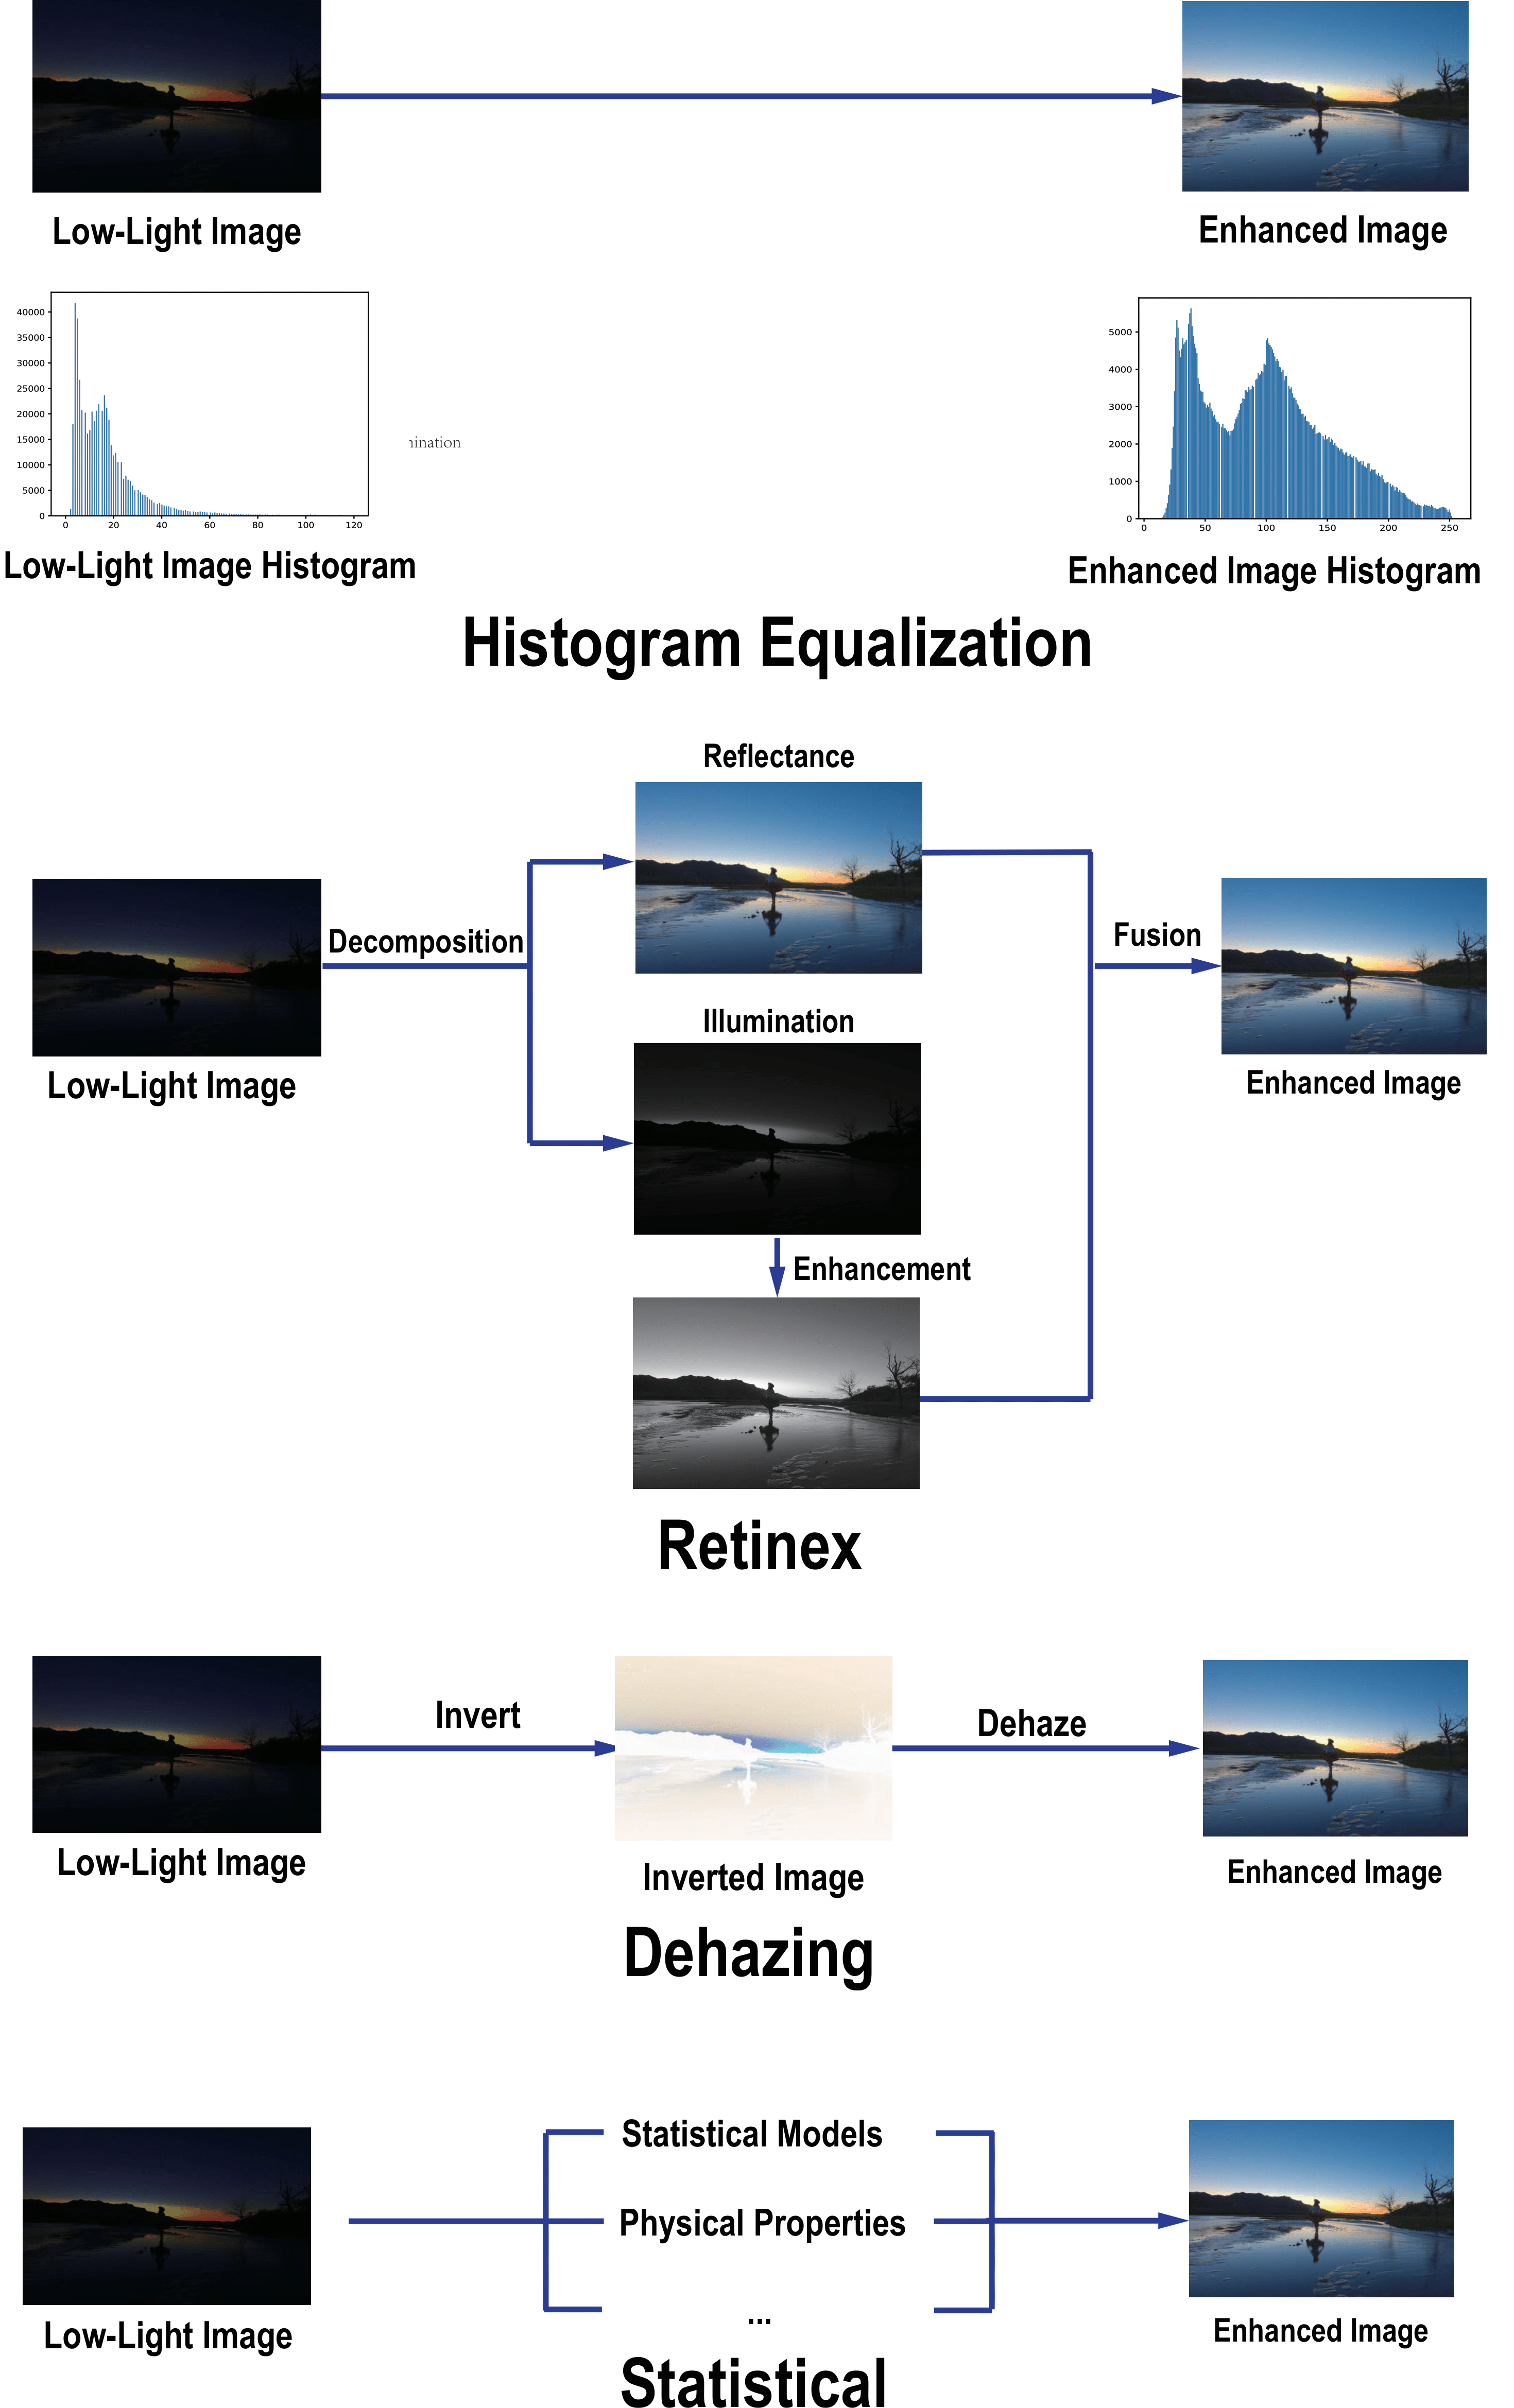 Low-Light Image
Enhanced Image
40000
35000
30000
25000
20000
15000
10000
5000
0
0 20 40 60 80 100 120
Low-Light Image Histogram
mination
5000
4000
3000
2000
1000
0
0 50 100 150 200 250
Enhanced Image Histogram
Histogram Equalization
Reflectance
Decomposition
Fusion
Low-Light Image
Illumination
Enhanced Image
Enhancement
Retinex
Invert
Dehaze
Low-Light Image
Inverted Image
Enhanced Image
Dehazing
Statistical Models
Physical Properties
...
Low-Light Image
Enhanced Image
Statistical